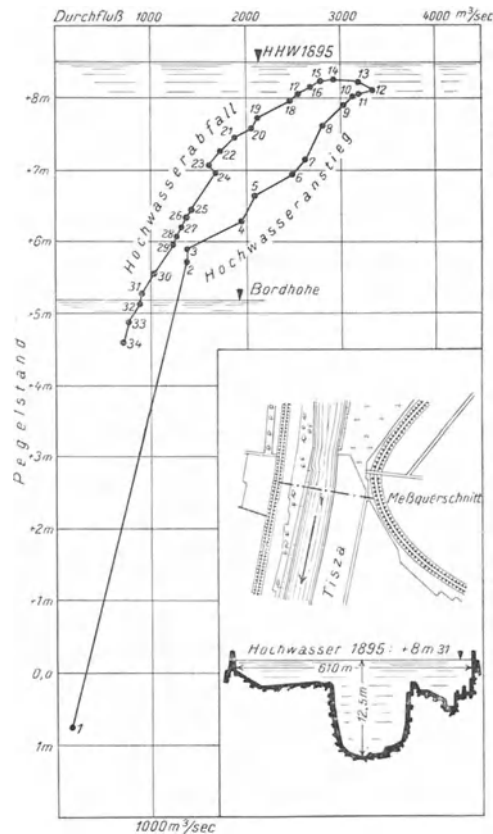 Durchfluß 1000 2000 3000 4000 m³/sec
HHW1895
+8m
+7m
+6m
+5m
+4m
+3m
+2m
+1m
0,0
1m
Pegelstand
Hochwasserabfall
Hochwasseranstieg
15 14 13
17 16 10 11 12
19 18 9
21 20 8
23 22 7
24 6
5
26 25 4
28 27
29 3
31 30 2
32
33
34
1
Bordhöhe
Meßquerschnitt
Tisza
Hochwasser 1895: +8m 31
610m
12,5m
1000m³/sec